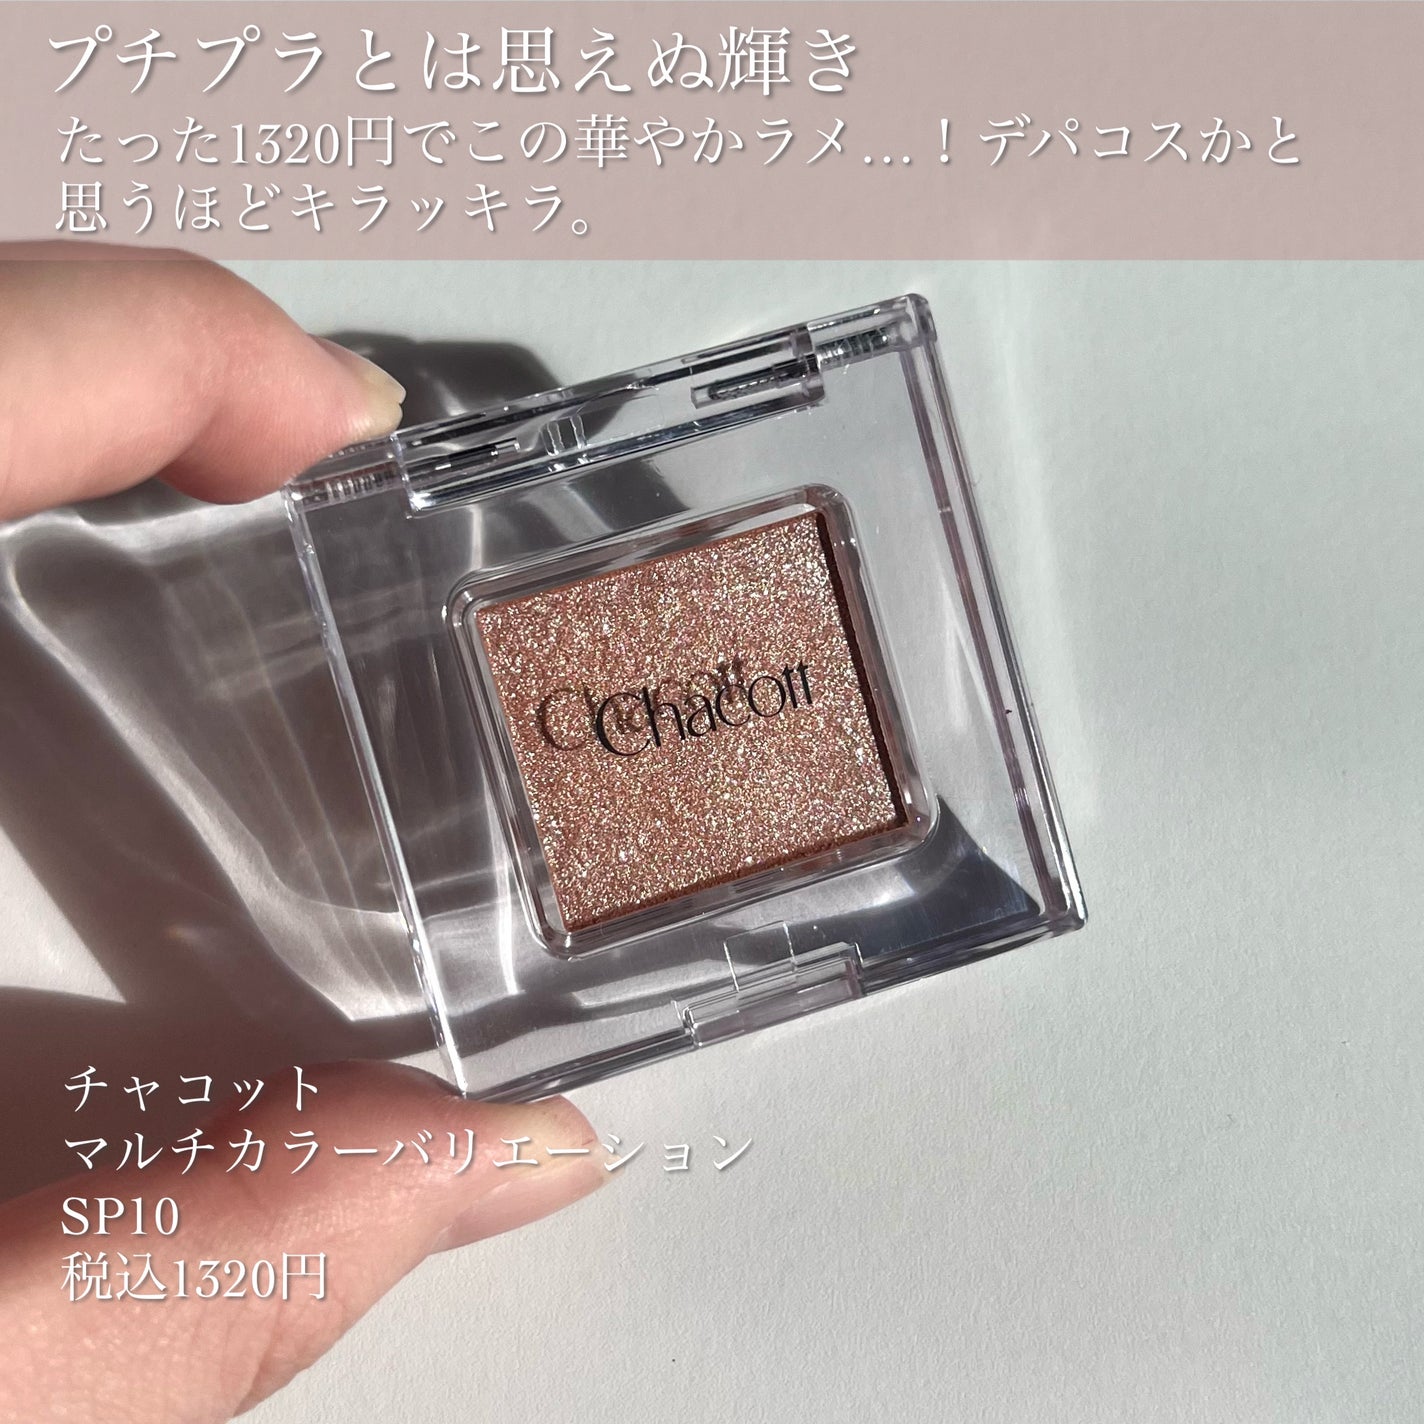 プチプラとは思えぬ輝き
たった1320円でこの華やかラメ…！デパコスかと
思うほどキラッキラ。
Chacott
チャコット
マルチカラーバリエーション
SP10
税込1320円